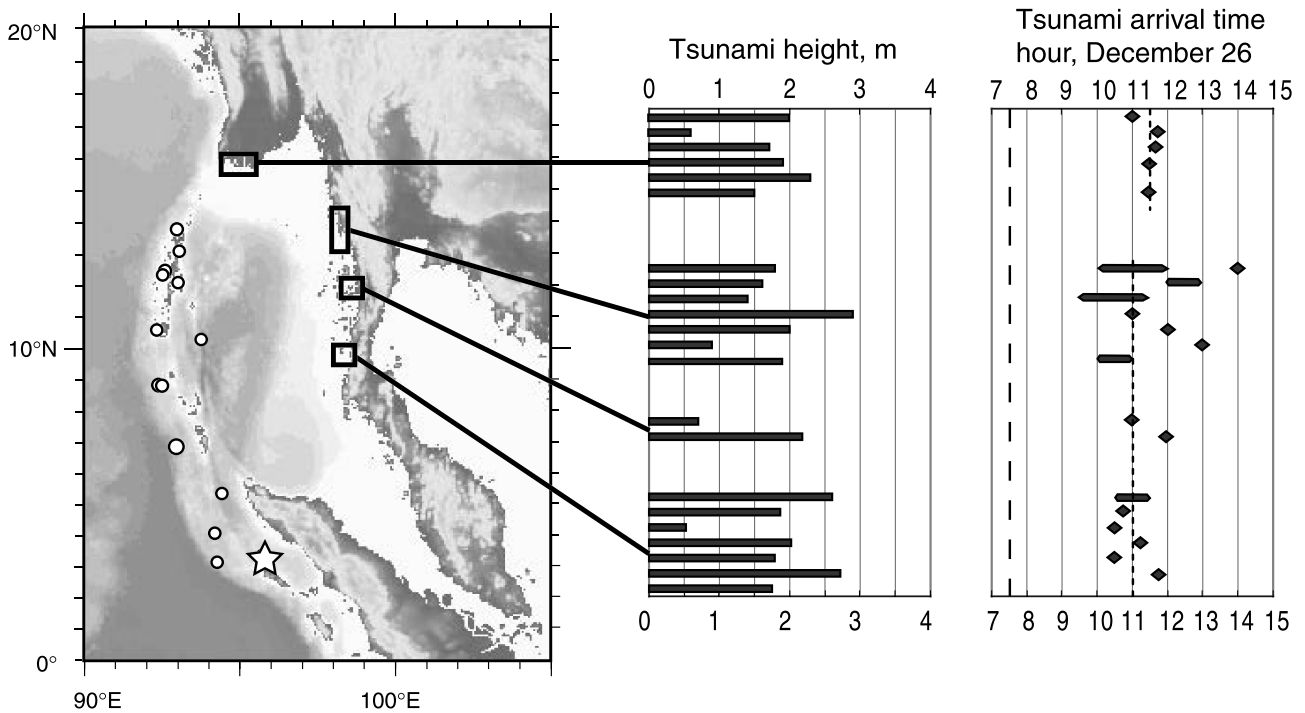 20°N
10°N
0°
90°E 100°E
Tsunami height, m
0 1 2 3 4
0 1 2 3 4
Tsunami arrival time
hour, December 26
7 8 9 10 11 12 13 14 15
7 8 9 10 11 12 13 14 15